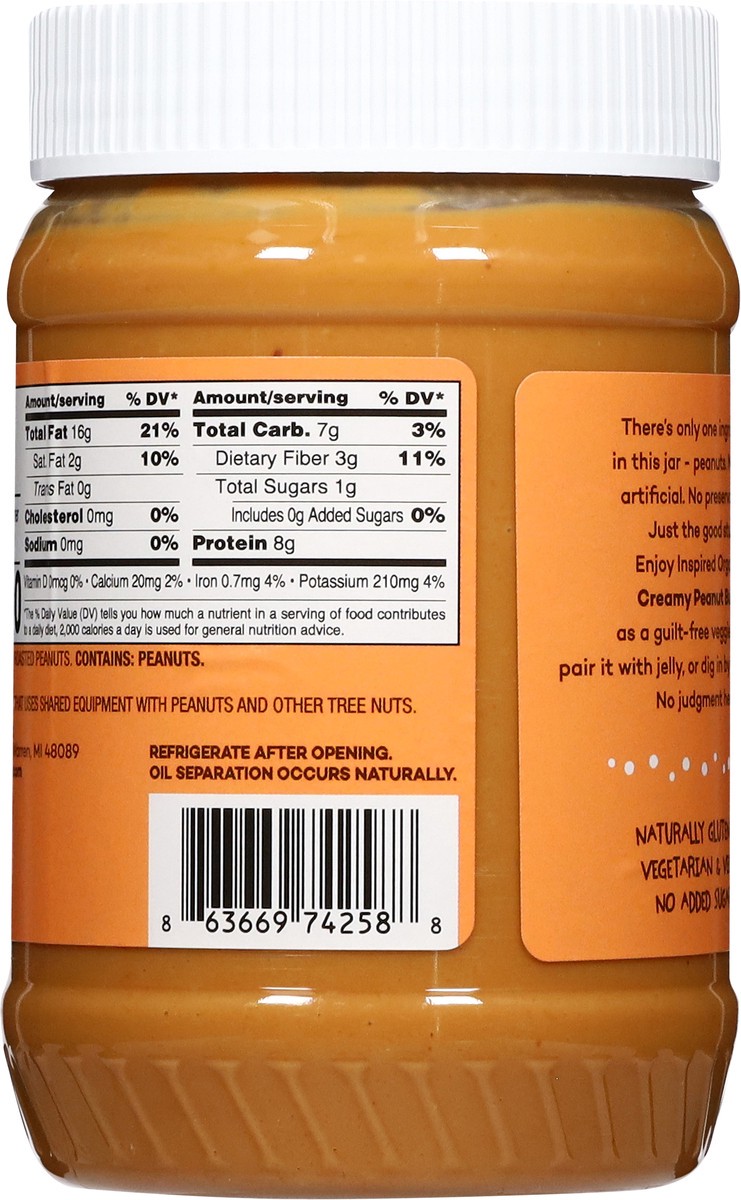 Amount/serving % DV* Amount/serving % DV*
Total Fat 16g 21% Total Carb. 7g 3%
Sat. Fat 2g 10% Dietary Fiber 3g 11%
Trans Fat 0g Total Sugars 1g
Cholesterol 0mg 0% Includes 0g Added Sugars 0%
Sodium 0mg 0% Protein 8g
0
Vitamin D 0mcg 0% • Calcium 20mg 2% • Iron 0.7mg 4% • Potassium 210mg 4%
*The % Daily Value (DV) tells you how much a nutrient in a serving of food contributes
to a daily diet, 2,000 calories a day is used for general nutrition advice.
PEANUTS. CONTAINS: PEANUTS.
USES SHARED EQUIPMENT WITH PEANUTS AND OTHER TREE NUTS.
MI 48089
REFRIGERATE AFTER OPENING.
OIL SEPARATION OCCURS NATURALLY.
8 63669 74258 8
There's only one
in this jar - peanuts.
artificial. No
Just the good
Enjoy Inspired
Creamy Peanut
as a guilt-free
pair it with jelly, or dig in
No judgment
NATURALLY
VEGETARIAN &
NO ADDED